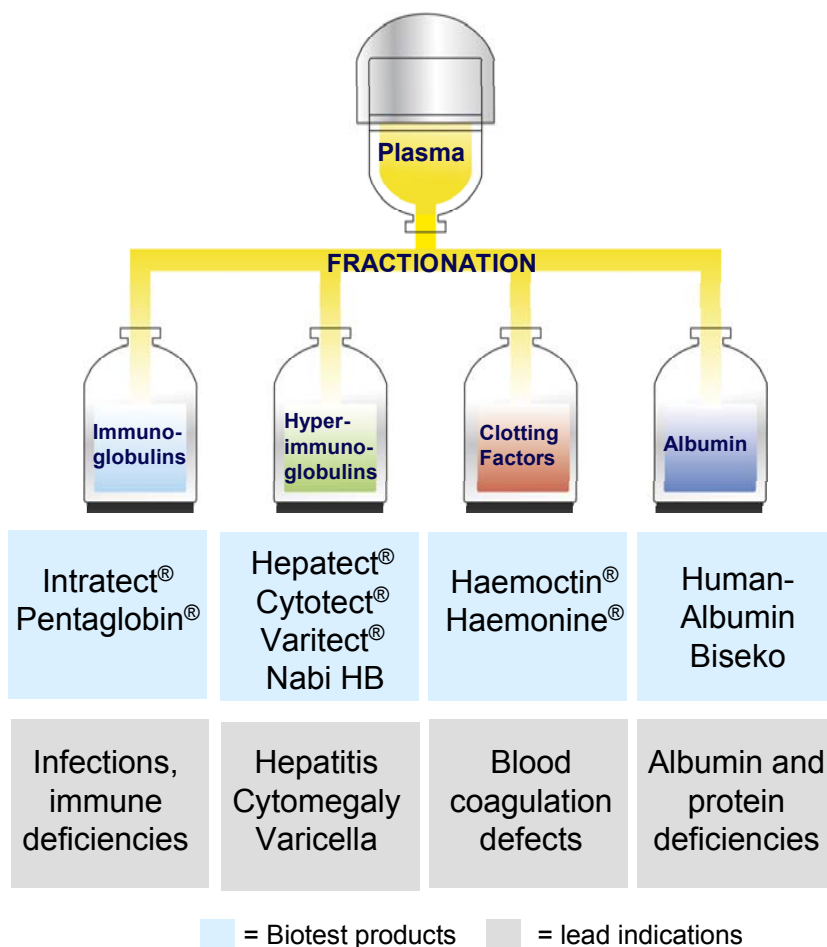 Plasma
FRACTIONATION
Immuno-
globulins
Hyper-
immuno-
globulins
Clotting
Factors
Albumin
Intratect®
Pentaglobin®
Hepatect®
Cytotect®
Varitect®
Nabi HB
Haemoctin®
Haemonine®
Human-
Albumin
Biseko
Infections,
immune
deficiencies
Hepatitis
Cytomegaly
Varicella
Blood
coagulation
defects
Albumin and
protein
deficiencies
= Biotest products
= lead indications